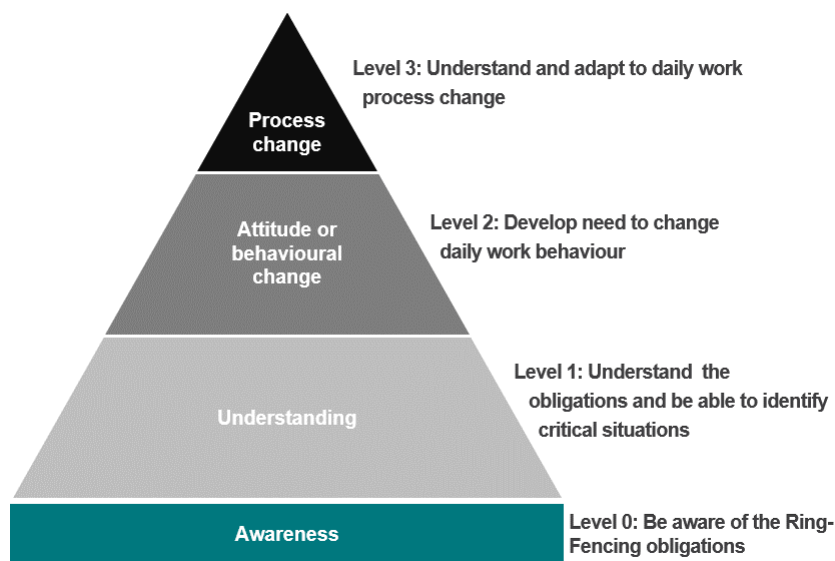 Level 3: Understand and adapt to daily work
process change
Process
change
Level 2: Develop need to change
daily work behaviour
Attitude or
behavioural
change
Level 1: Understand the
obligations and be able to identify
critical situations
Understanding
Level 0: Be aware of the Ring-
Fencing obligations
Awareness